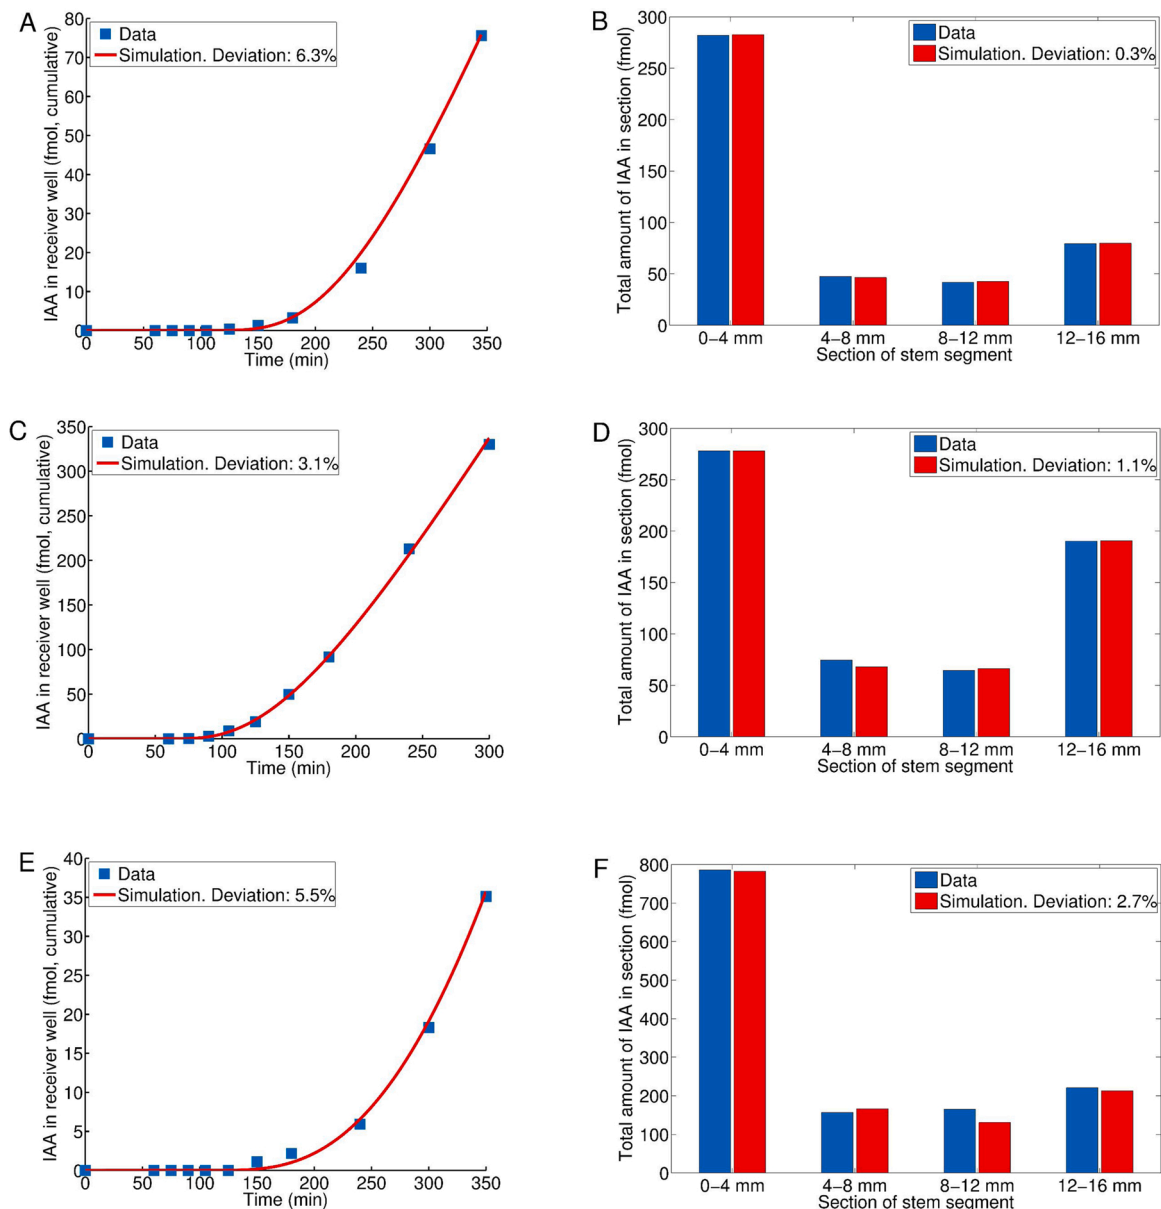 A
IAA in receiver well (fmol, cumulative)
80
70
60
50
40
30
20
10
0
Data
Simulation. Deviation: 6.3%
0 50 100 150 200 250 300 350
Time (min)
B
Total amount of IAA in section (fmol)
300
250
200
150
100
50
0
Data
Simulation. Deviation: 0.3%
0–4 mm 4–8 mm 8–12 mm 12–16 mm
Section of stem segment
C
IAA in receiver well (fmol, cumulative)
350
300
250
200
150
100
50
0
Data
Simulation. Deviation: 3.1%
0 50 100 150 200 250 300
Time (min)
D
Total amount of IAA in section (fmol)
300
250
200
150
100
50
0
Data
Simulation. Deviation: 1.1%
0–4 mm 4–8 mm 8–12 mm 12–16 mm
Section of stem segment
E
IAA in receiver well (fmol, cumulative)
40
35
30
25
20
15
10
5
0
Data
Simulation. Deviation: 5.5%
0 50 100 150 200 250 300 350
Time (min)
F
Total amount of IAA in section (fmol)
800
700
600
500
400
300
200
100
0
Data
Simulation. Deviation: 2.7%
0–4 mm 4–8 mm 8–12 mm 12–16 mm
Section of stem segment